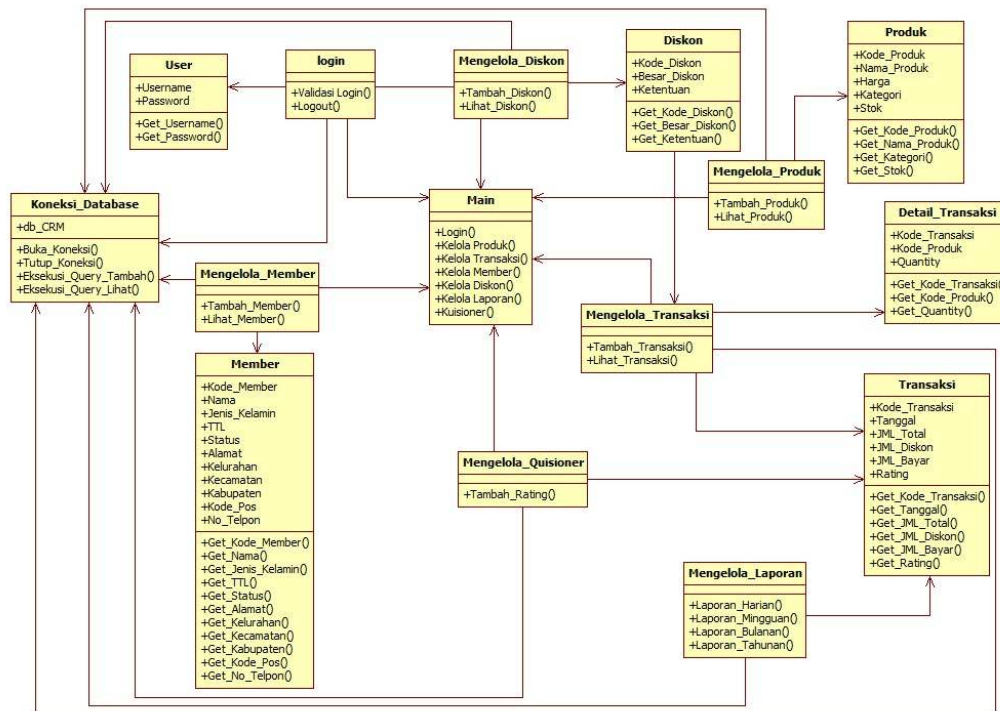 User
+Username
+Password
+Get_Username()
+Get_Password()
login
+Validasi Login()
+Logout()
Mengelola_Diskon
+Tambah_Diskon()
+Lihat_Diskon()
Diskon
+Kode_Diskon
+Besar_Diskon
+Ketentuan
+Get_Kode_Diskon()
+Get_Besar_Diskon()
+Get_Ketentuan()
Produk
+Kode_Produk
+Nama_Produk
+Harga
+Kategori
+Stok
+Get_Kode_Produk()
+Get_Nama_Produk()
+Get_Kategori()
+Get_Stok()
Mengelola_Produk
+Tambah_Produk()
+Lihat_Produk()
Koneksi_Database
+db_CRM
+Buka_Koneksi()
+Tutup_Koneksi()
+Eksekusi_Query_Tambah()
+Eksekusi_Query_Lihat()
Main
+Login()
+Kelola Produk()
+Kelola Transaksi()
+Kelola Member()
+Kelola Diskon()
+Kelola Laporan()
+Kuisioner()
Detail_Transaksi
+Kode_Transaksi
+Kode_Produk
+Quantity
+Get_Kode_Transaksi()
+Get_Kode_Produk()
+Get_Quantity()
Mengelola_Member
+Tambah_Member()
+Lihat_Member()
Mengelola_Transaksi
+Tambah_Transaksi()
+Lihat_Transaksi()
Member
+Kode_Member
+Nama
+Jenis_Kelamin
+TTL
+Status
+Alamat
+Kelurahan
+Kecamatan
+Kabupaten
+Kode_Pos
+No_Telpon
+Get_Kode_Member()
+Get_Nama()
+Get_Jenis_Kelamin()
+Get_TTL()
+Get_Status()
+Get_Alamat()
+Get_Kelurahan()
+Get_Kecamatan()
+Get_Kabupaten()
+Get_Kode_Pos()
+Get_No_Telpon()
Transaksi
+Kode_Transaksi
+Tanggal
+JML_Total
+JML_Diskon
+JML_Bayar
+Rating
+Get_Kode_Transaksi()
+Get_Tanggal()
+Get_JML_Total()
+Get_JML_Diskon()
+Get_JML_Bayar()
+Get_Rating()
Mengelola_Quisioner
+Tambah_Rating()
Mengelola_Laporan
+Laporan_Harian()
+Laporan_Mingguan()
+Laporan_Bulanan()
+Laporan_Tahunan()